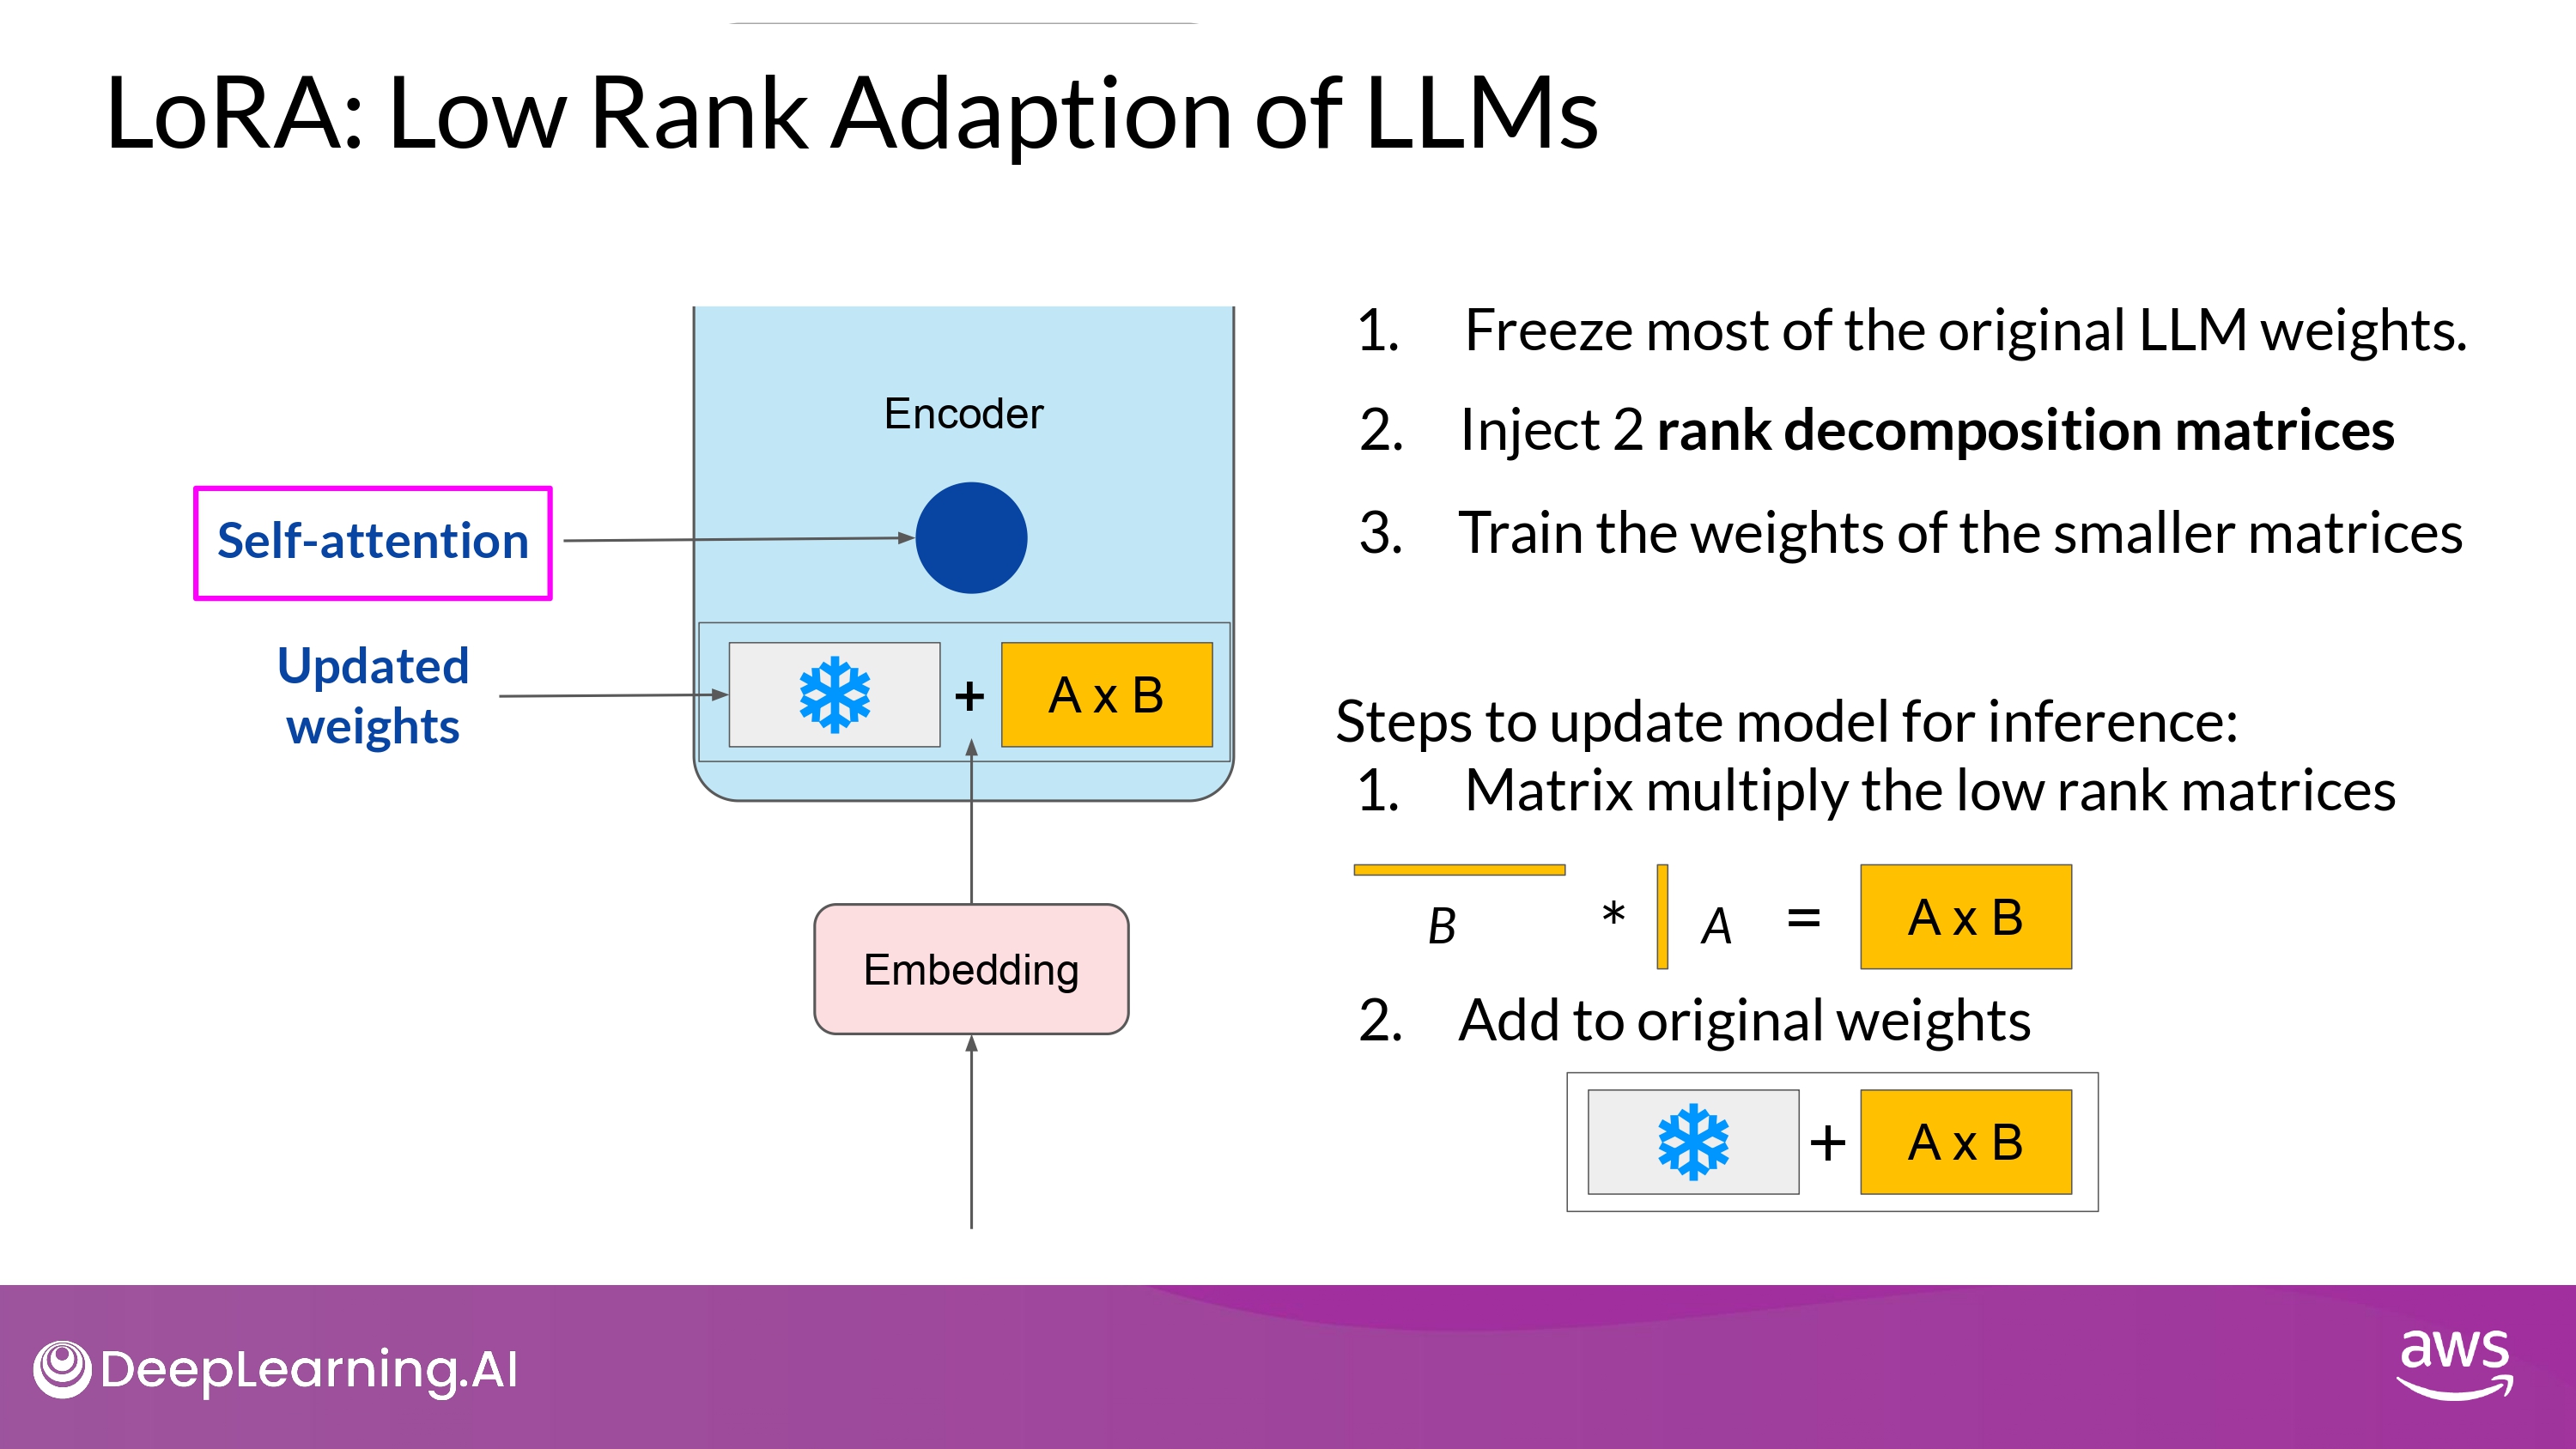 LoRA: Low Rank Adaption of LLMs
Encoder
Self-attention
Updated
weights
+
A x B
Embedding
1. Freeze most of the original LLM weights.
2. Inject 2 rank decomposition matrices
3. Train the weights of the smaller matrices
Steps to update model for inference:
1. Matrix multiply the low rank matrices
B * A = A x B
2. Add to original weights
+ A x B
DeepLearning.AI
aws